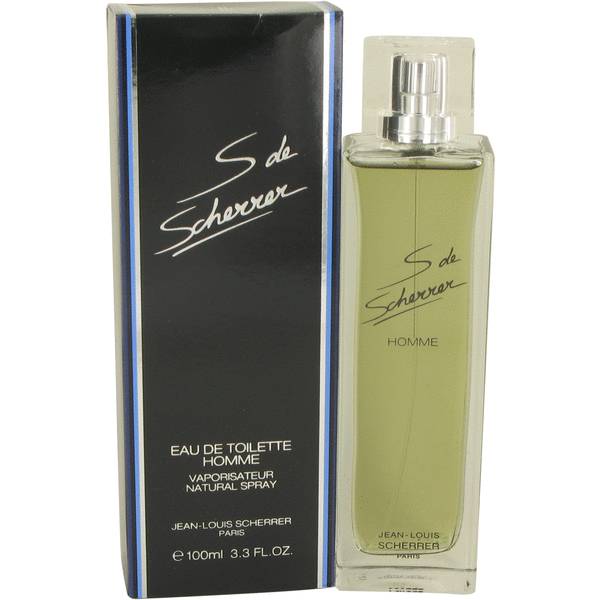 S de
Scherrer
EAU DE TOILETTE
HOMME
VAPORISATEUR
NATURAL SPRAY
JEAN-LOUIS SCHERRER
PARIS
℮ 100ml 3.3 FL.OZ.
S de
Scherrer
HOMME
JEAN-LOUIS
SCHERRER
PARIS